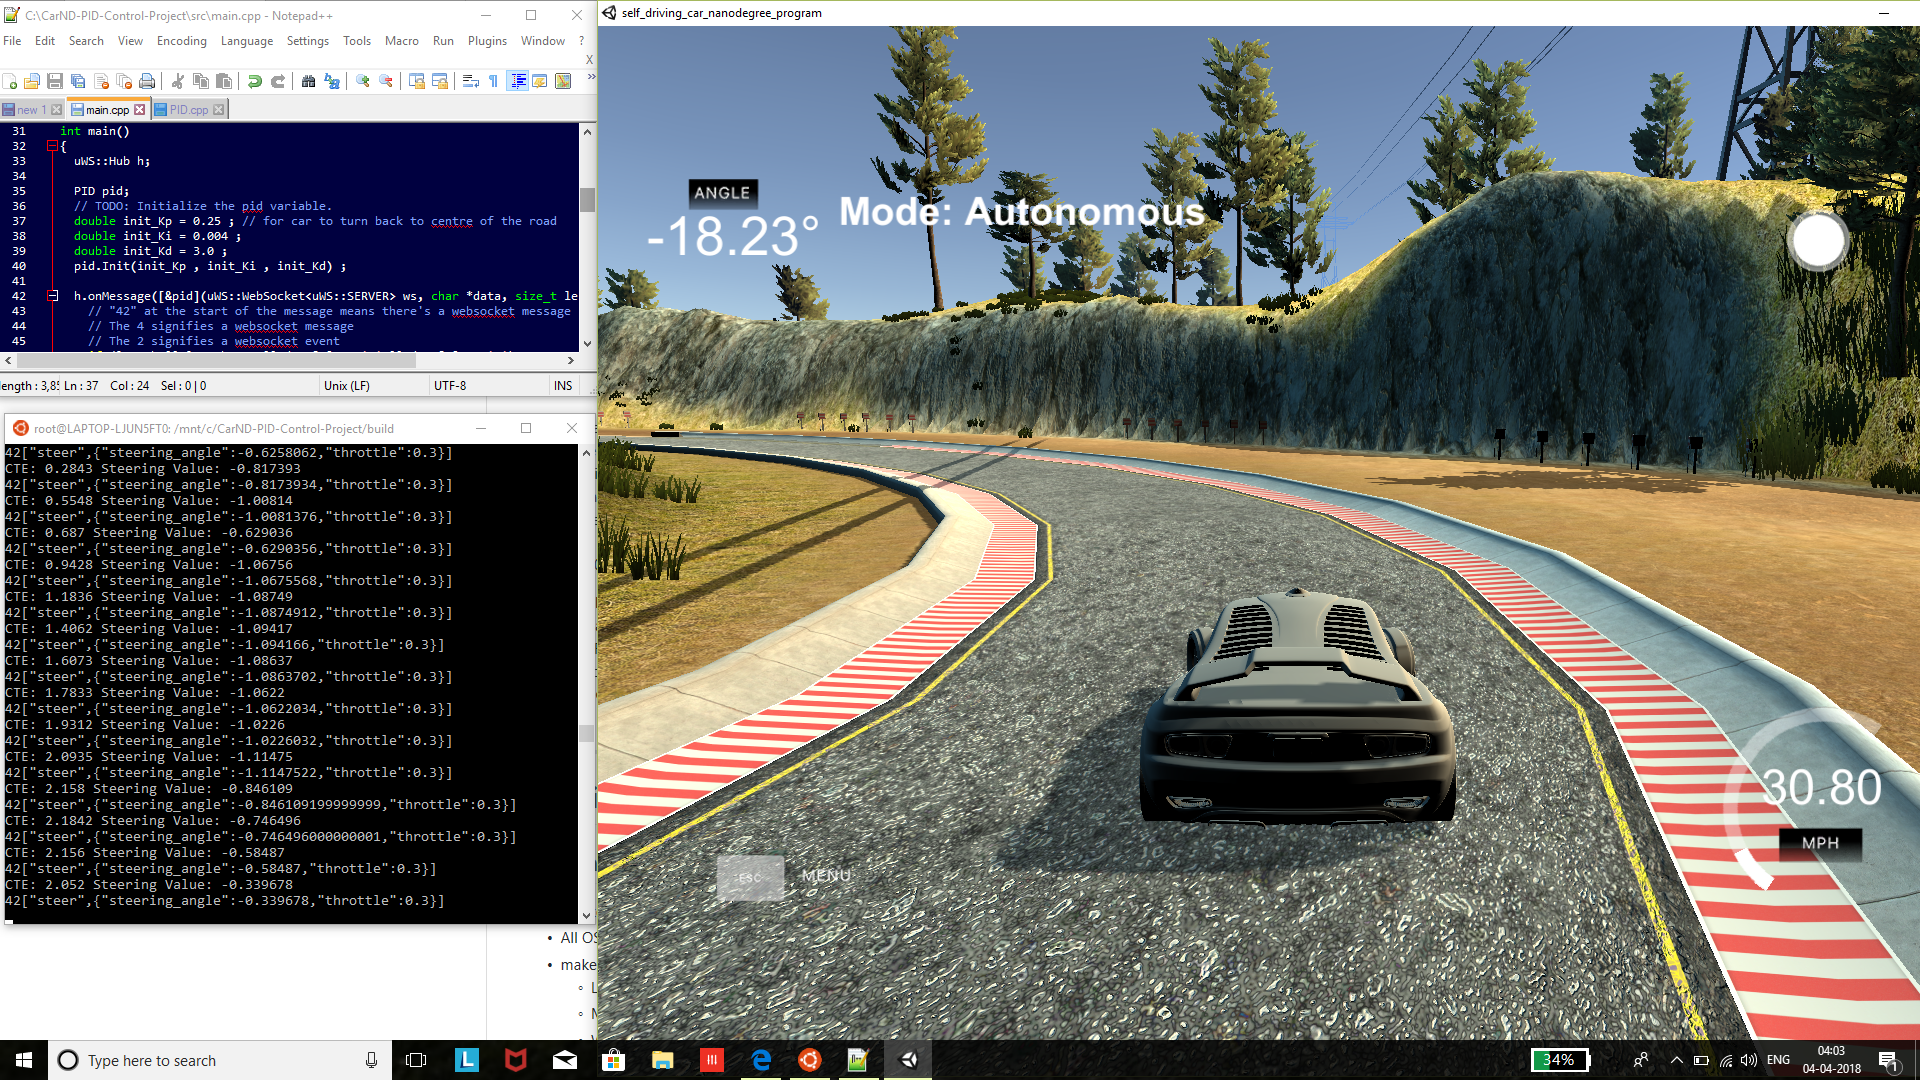 C:\CarND-PID-Control-Project\src\main.cpp - Notepad++
File Edit Search View Encoding Language Settings Tools Macro Run Plugins Window ?
X
new 1 main.cpp PID.cpp
31 int main()
32 {
33 uWS::Hub h;
34
35 PID pid;
36 // TODO: Initialize the pid variable.
37 double init_Kp = 0.25 ; // for car to turn back to centre of the road
38 double init_Ki = 0.004 ;
39 double init_Kd = 3.0 ;
40 pid.Init(init_Kp , init_Ki , init_Kd) ;
41
42 h.onMessage([&pid](uWS::WebSocket<uWS::SERVER> ws, char *data, size_t le
43 // "42" at the start of the message means there's a websocket message
44 // The 4 signifies a websocket message
45 // The 2 signifies a websocket event
ength : 3,85 Ln : 37 Col : 24 Sel : 0 | 0 Unix (LF) UTF-8 INS
root@LAPTOP-LJUN5FT0: /mnt/c/CarND-PID-Control-Project/build
42["steer",{"steering_angle":-0.6258062,"throttle":0.3}]
CTE: 0.2843 Steering Value: -0.817393
42["steer",{"steering_angle":-0.8173934,"throttle":0.3}]
CTE: 0.5548 Steering Value: -1.00814
42["steer",{"steering_angle":-1.0081376,"throttle":0.3}]
CTE: 0.687 Steering Value: -0.629036
42["steer",{"steering_angle":-0.6290356,"throttle":0.3}]
CTE: 0.9428 Steering Value: -1.06756
42["steer",{"steering_angle":-1.0675568,"throttle":0.3}]
CTE: 1.1836 Steering Value: -1.08749
42["steer",{"steering_angle":-1.0874912,"throttle":0.3}]
CTE: 1.4062 Steering Value: -1.09417
42["steer",{"steering_angle":-1.094166,"throttle":0.3}]
CTE: 1.6073 Steering Value: -1.08637
42["steer",{"steering_angle":-1.0863702,"throttle":0.3}]
CTE: 1.7833 Steering Value: -1.0622
42["steer",{"steering_angle":-1.0622034,"throttle":0.3}]
CTE: 1.9312 Steering Value: -1.0226
42["steer",{"steering_angle":-1.0226032,"throttle":0.3}]
CTE: 2.0935 Steering Value: -1.11475
42["steer",{"steering_angle":-1.1147522,"throttle":0.3}]
CTE: 2.158 Steering Value: -0.846109
42["steer",{"steering_angle":-0.846109199999999,"throttle":0.3}]
CTE: 2.1842 Steering Value: -0.746496
42["steer",{"steering_angle":-0.746496000000001,"throttle":0.3}]
CTE: 2.156 Steering Value: -0.58487
42["steer",{"steering_angle":-0.58487,"throttle":0.3}]
CTE: 2.052 Steering Value: -0.339678
42["steer",{"steering_angle":-0.339678,"throttle":0.3}]
• All OS
• make
self_driving_car_nanodegree_program
ANGLE
-18.23°
Mode: Autonomous
30.80
MPH
ESC MENU
Type here to search
L
34%
ENG
04:03
04-04-2018
1